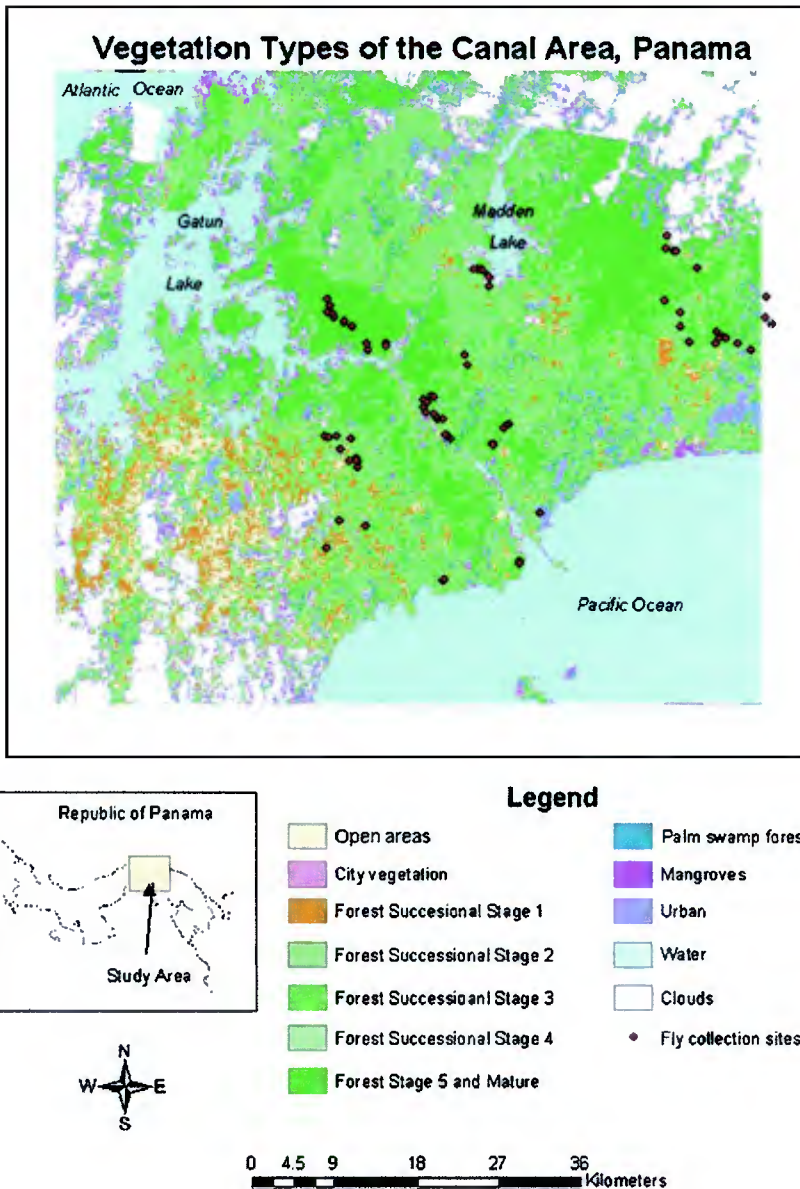 Vegetation Types of the Canal Area, Panama
Atlantic Ocean
Gatun
Lake
Madden
Lake
Pacific Ocean
Republic of Panama
Study Area
N
W E
S
Legend
Open areas
City vegetation
Forest Succesional Stage 1
Forest Successional Stage 2
Forest Successioanl Stage 3
Forest Successional Stage 4
Forest Stage 5 and Mature
Palm swamp fores
Mangroves
Urban
Water
Clouds
Fly collection sites
0 4.5 9 18 27 36
Kilometers